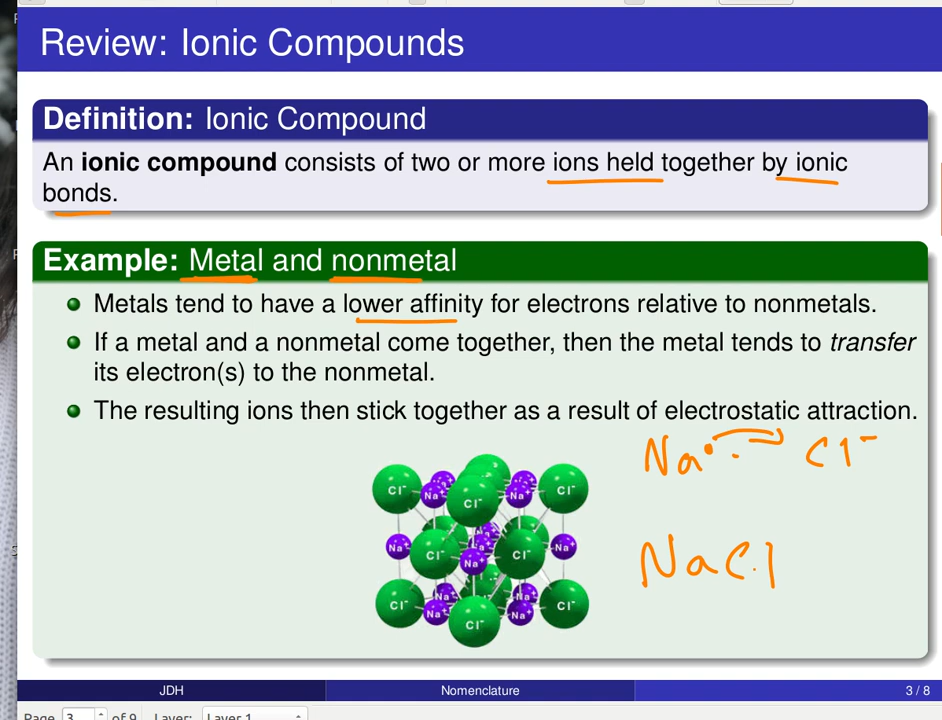 Review: Ionic Compounds
Definition: Ionic Compound
An ionic compound consists of two or more ions held together by ionic
bonds.
Example: Metal and nonmetal
Metals tend to have a lower affinity for electrons relative to nonmetals.
If a metal and a nonmetal come together, then the metal tends to transfer
its electron(s) to the nonmetal.
The resulting ions then stick together as a result of electrostatic attraction.
Na Cl⁻
NaCl
Cl⁻ Na⁺ Cl⁻ Na⁺ Cl⁻
Na⁺ Cl⁻ Na⁺ Cl⁻ Na⁺
Cl⁻ Na⁺ Cl⁻ Na⁺ Cl⁻
JDH Nomenclature 3 / 8
Page 3 of 9 Layer: Layer 1